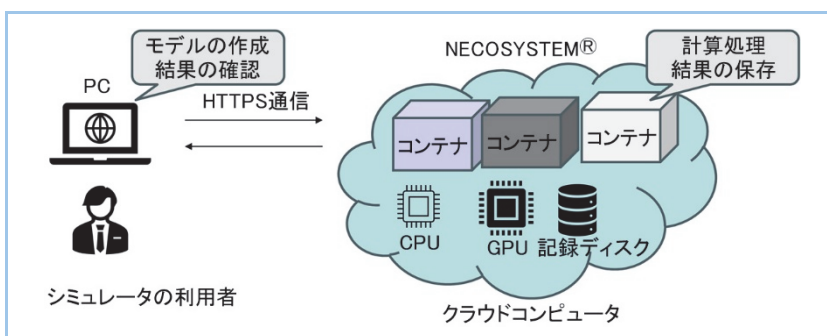 モデルの作成
結果の確認
PC
HTTPS通信
シミュレータの利用者
NECOSYSTEM®
計算処理
結果の保存
コンテナ
コンテナ
コンテナ
CPU
GPU
記録ディスク
クラウドコンピュータ